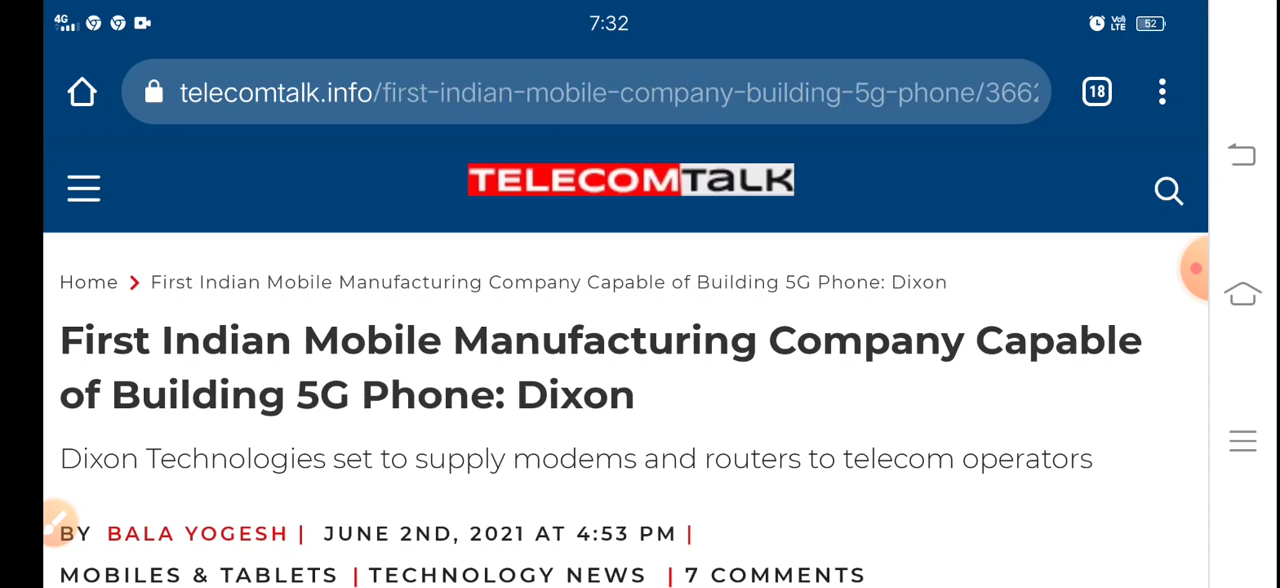 4G 7:32 Vo) LTE 52
telecomtalk.info/first-indian-mobile-company-building-5g-phone/366
18
TELECOMTALK
Home > First Indian Mobile Manufacturing Company Capable of Building 5G Phone: Dixon
First Indian Mobile Manufacturing Company Capable
of Building 5G Phone: Dixon
Dixon Technologies set to supply modems and routers to telecom operators
BY BALA YOGESH | JUNE 2ND, 2021 AT 4:53 PM |
MOBILES & TABLETS | TECHNOLOGY NEWS | 7 COMMENTS